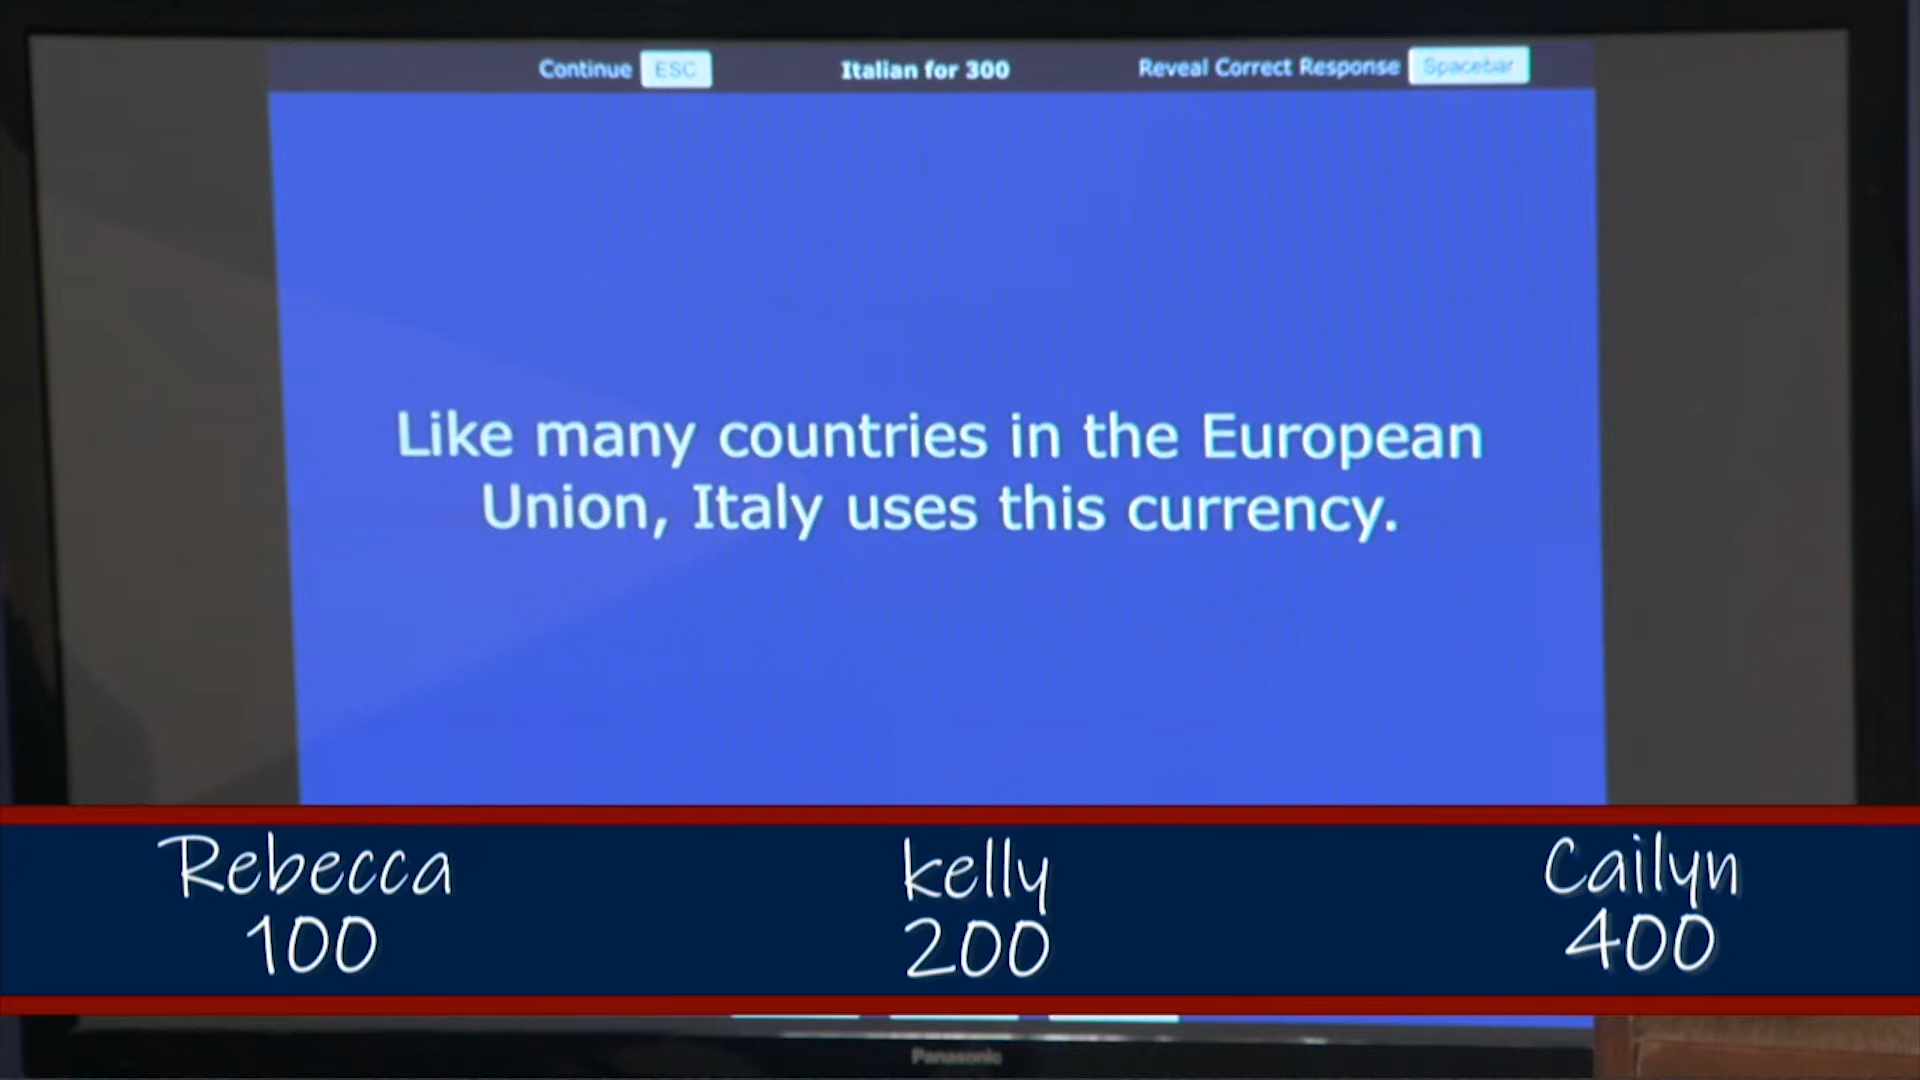 Continue ESC Italian for 300 Reveal Correct Response Spacebar
Like many countries in the European
Union, Italy uses this currency.
Rebecca kelly Cailyn
100 200 400
Panasonic